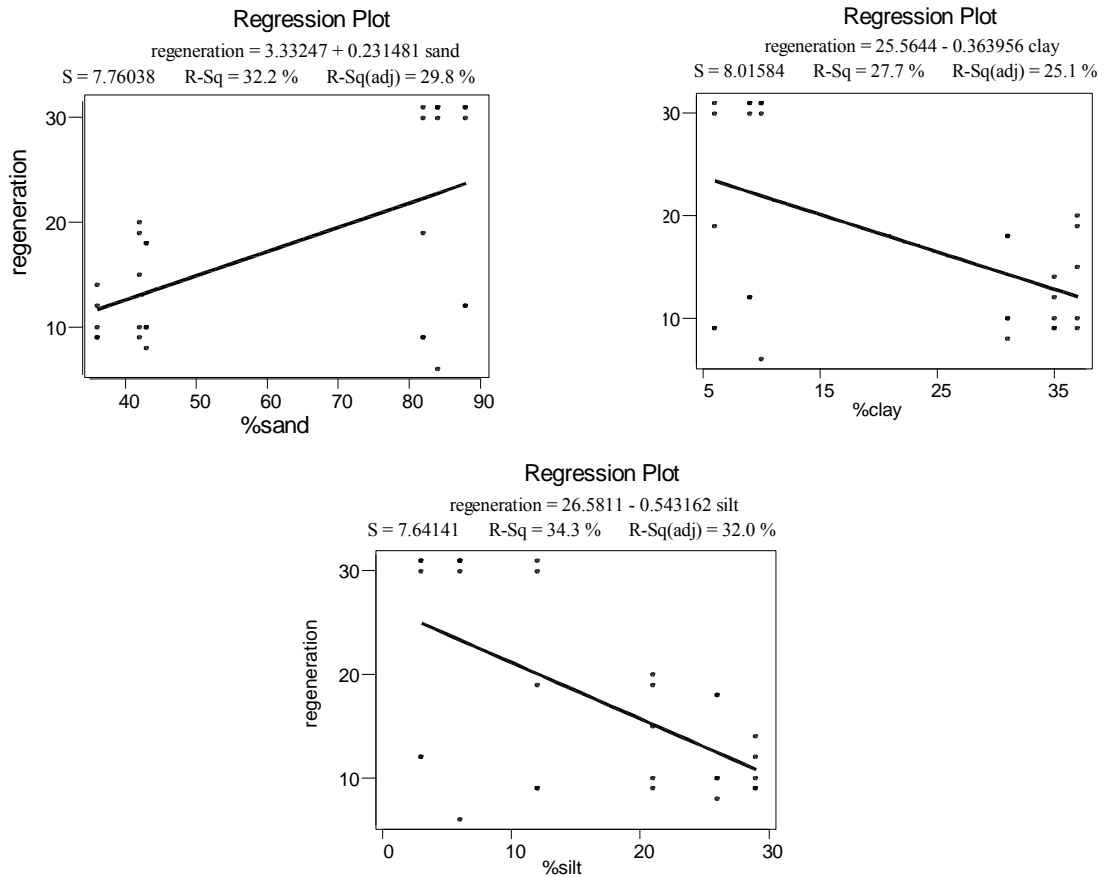 Regression Plot
regeneration = 3.33247 + 0.231481 sand
S = 7.76038 R-Sq = 32.2 % R-Sq(adj) = 29.8 %
30
20
10
regeneration
40 50 60 70 80 90
%sand
Regression Plot
regeneration = 25.5644 - 0.363956 clay
S = 8.01584 R-Sq = 27.7 % R-Sq(adj) = 25.1 %
30
20
10
5 15 25 35
%clay
Regression Plot
regeneration = 26.5811 - 0.543162 silt
S = 7.64141 R-Sq = 34.3 % R-Sq(adj) = 32.0 %
30
20
10
regeneration
0 10 20 30
%silt